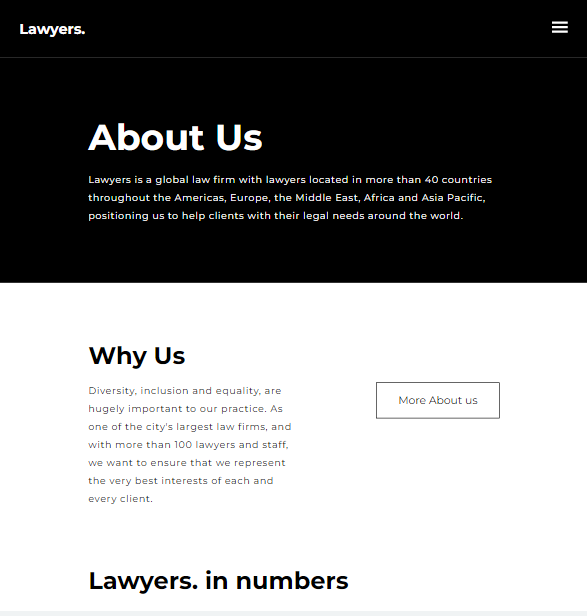 Lawyers.
About Us
Lawyers is a global law firm with lawyers located in more than 40 countries
throughout the Americas, Europe, the Middle East, Africa and Asia Pacific,
positioning us to help clients with their legal needs around the world.
Why Us
Diversity, inclusion and equality, are
hugely important to our practice. As
one of the city's largest law firms, and
with more than 100 lawyers and staff,
we want to ensure that we represent
the very best interests of each and
every client.
More About us
Lawyers. in numbers